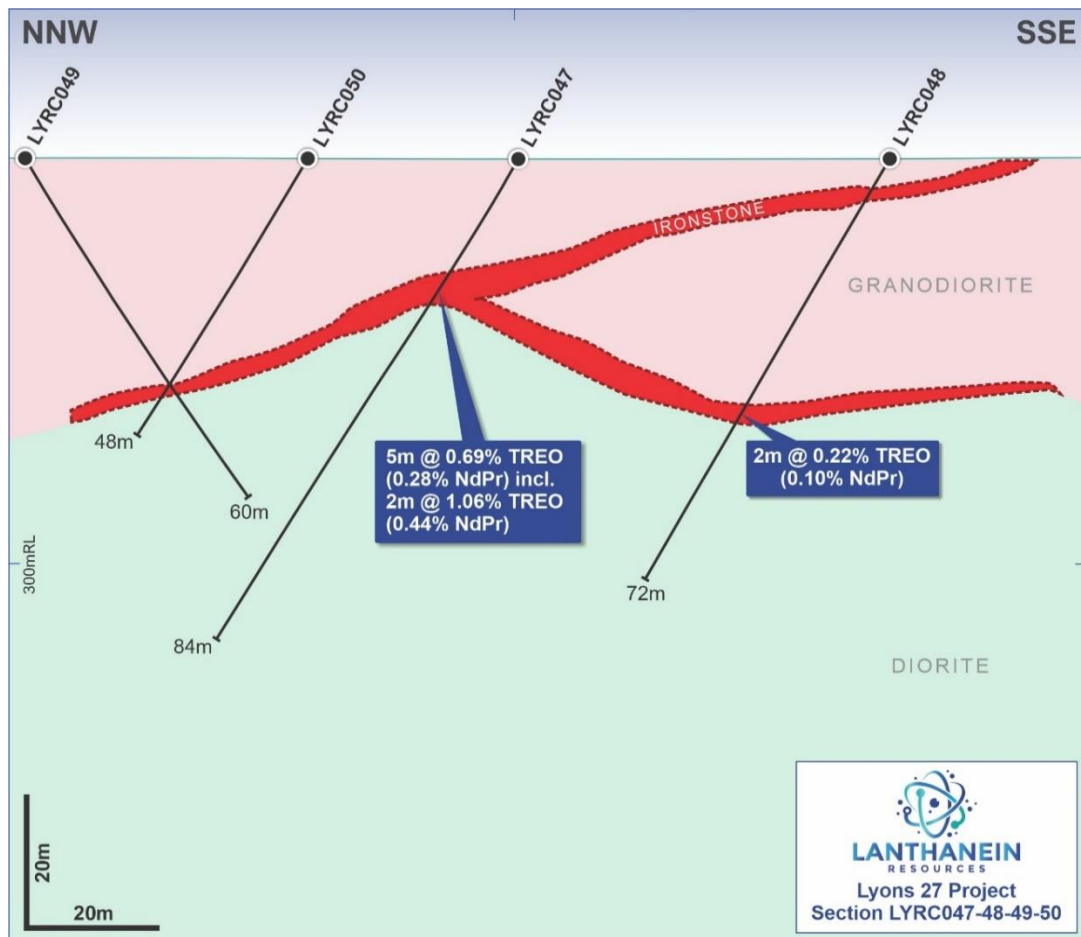 NNW
SSE
LYRC049
LYRC050
LYRC047
LYRC048
IRONSTONE
GRANODIORITE
48m
60m
5m @ 0.69% TREO
(0.28% NdPr) incl.
2m @ 1.06% TREO
(0.44% NdPr)
2m @ 0.22% TREO
(0.10% NdPr)
300mRL
72m
84m
DIORITE
20m
20m
LANTHANEIN
RESOURCES
Lyons 27 Project
Section LYRC047-48-49-50